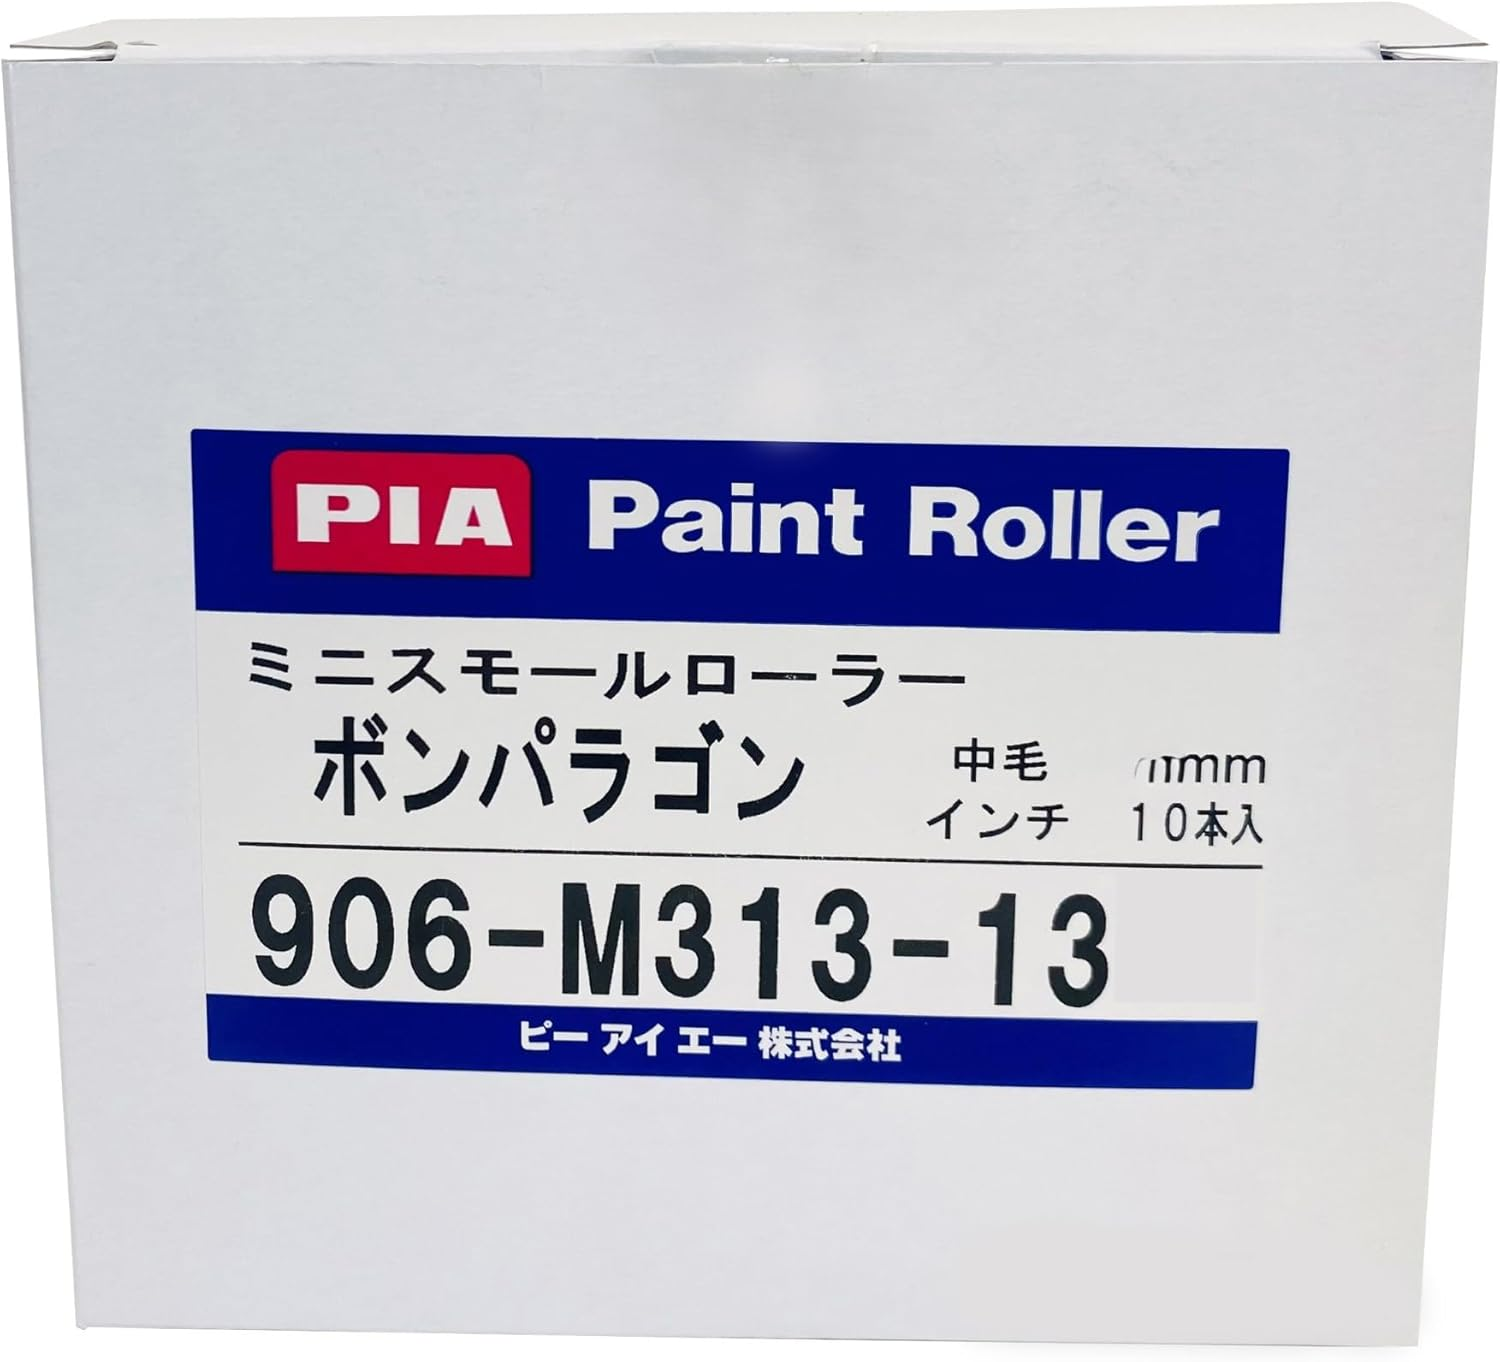 PIA Paint Roller
ミニスモールローラー
ボンパラゴン
中毛 mm
インチ 10本入
906-M313-13
ピーアイエー株式会社